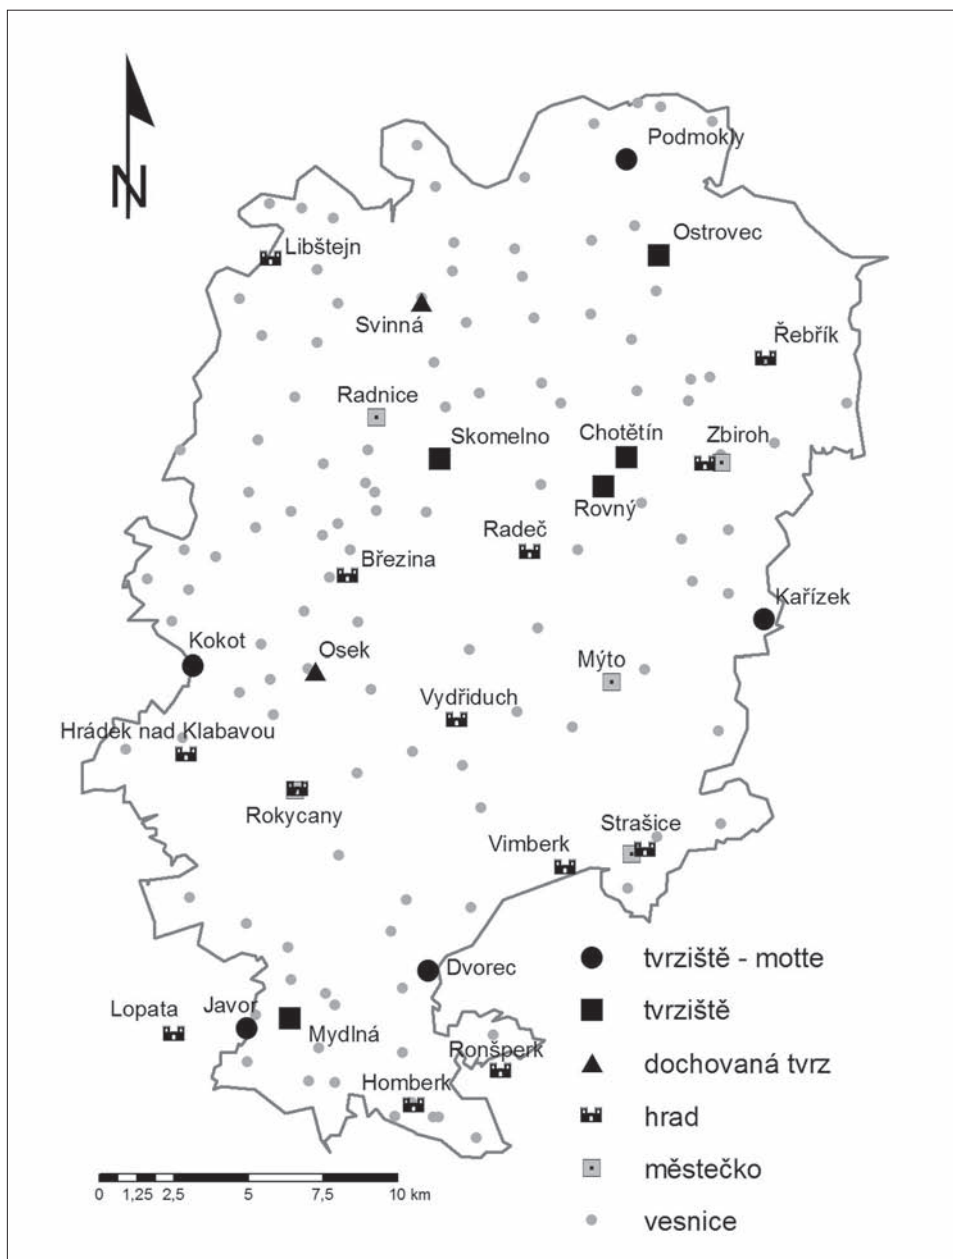 Podmokly
N
Ostrovec
Libštejn
Svinná
Řebřík
Radnice
Skomelno
Chotětín
Zbiroh
Rovný
Radeč
Březina
Kařízek
Kokot
Osek
Mýto
Vydřiduch
Hrádek nad Klabavou
Rokycany
Strašice
Vimberk
Dvorec
Lopata
Javor
Mydlná
Ronšperk
Homberk
tvrziště - motte
tvrziště
dochovaná tvrz
hrad
městečko
vesnice
0 1,25 2,5 5 7,5 10 km